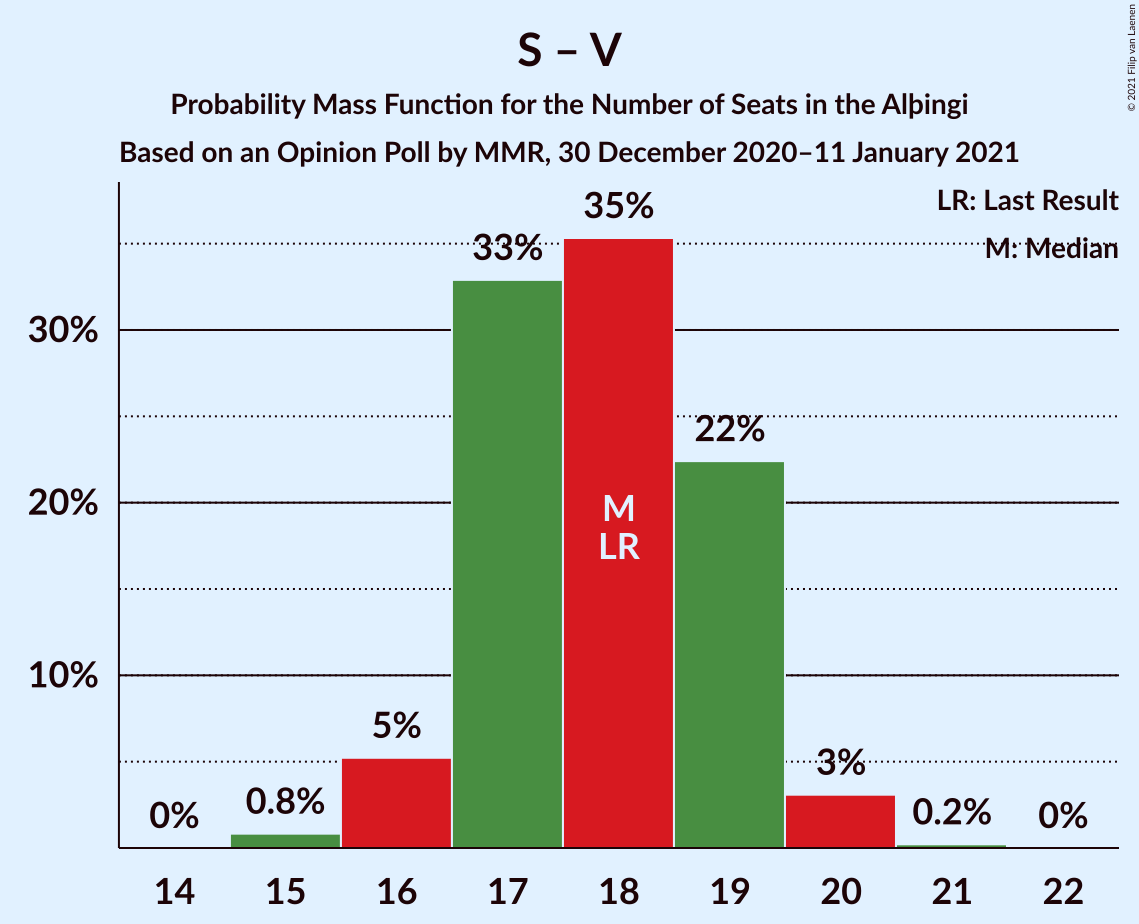 S – V
Probability Mass Function for the Number of Seats in the Alþingi
Based on an Opinion Poll by MMR, 30 December 2020–11 January 2021
© 2021 Filip van Laenen
LR: Last Result
M: Median
30%
20%
10%
0%
0.8%
5%
33%
35%
22%
3%
0.2%
0%
M
LR
14 15 16 17 18 19 20 21 22